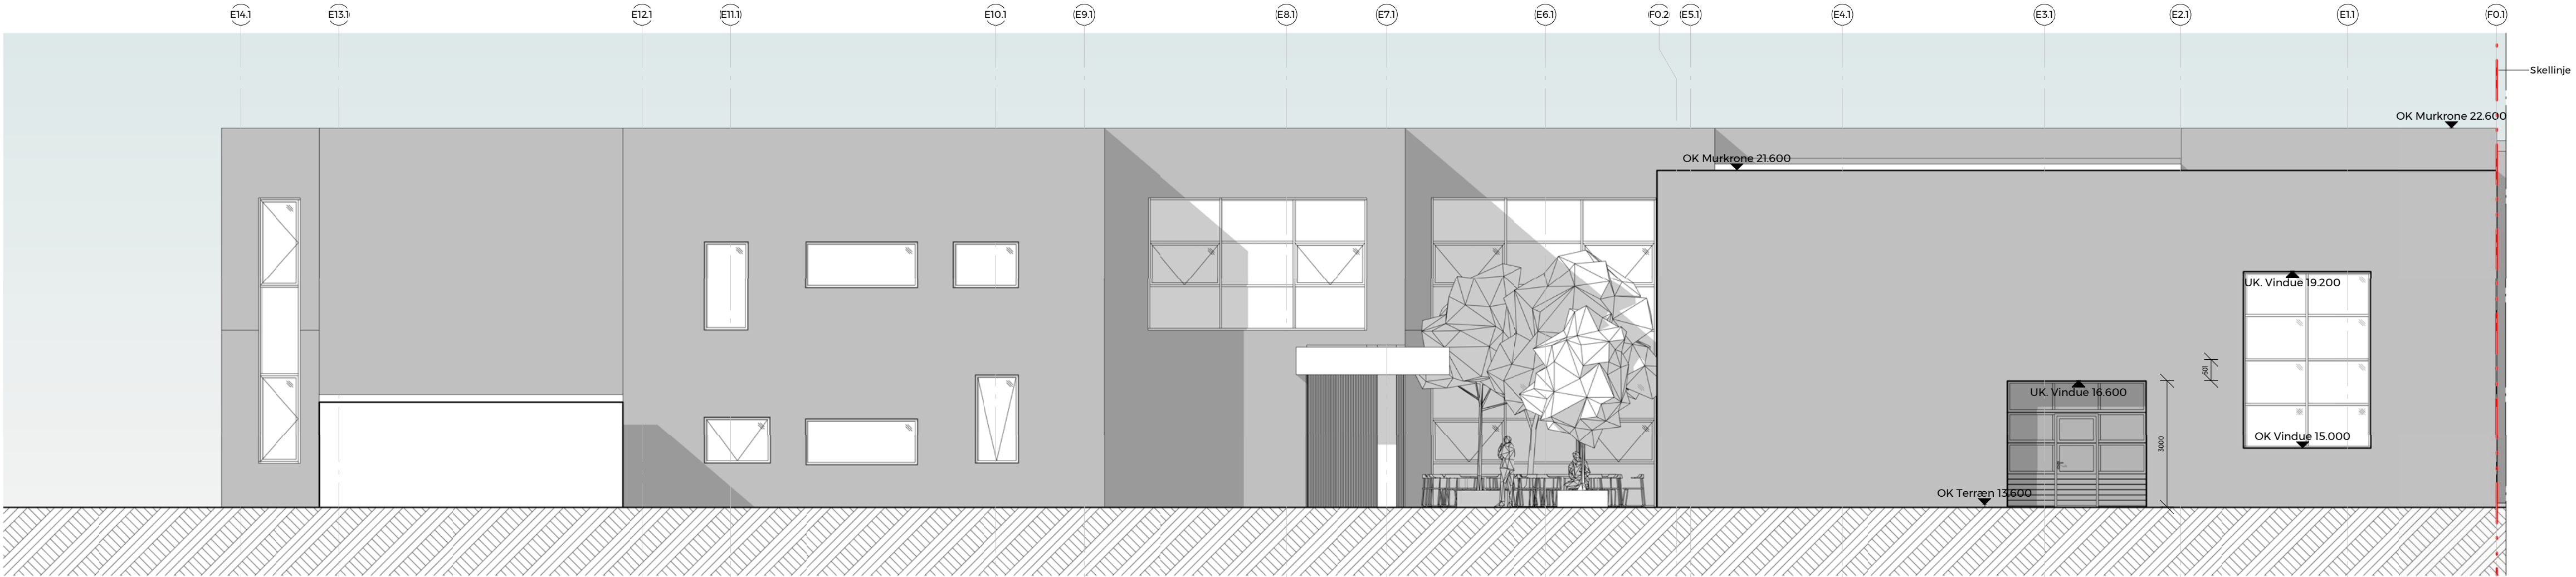 E14.1 E13.1 E12.1 E11.1 E10.1 E9.1 E8.1 E7.1 E6.1 F0.2 E5.1 E4.1 E3.1 E2.1 E1.1 F0.1
Skellinje
OK Murkrone 22.600
OK Murkrone 21.600
UK. Vindue 19.200
UK. Vindue 16.600
OK Vindue 15.000
3000
OK Terræn 13.600